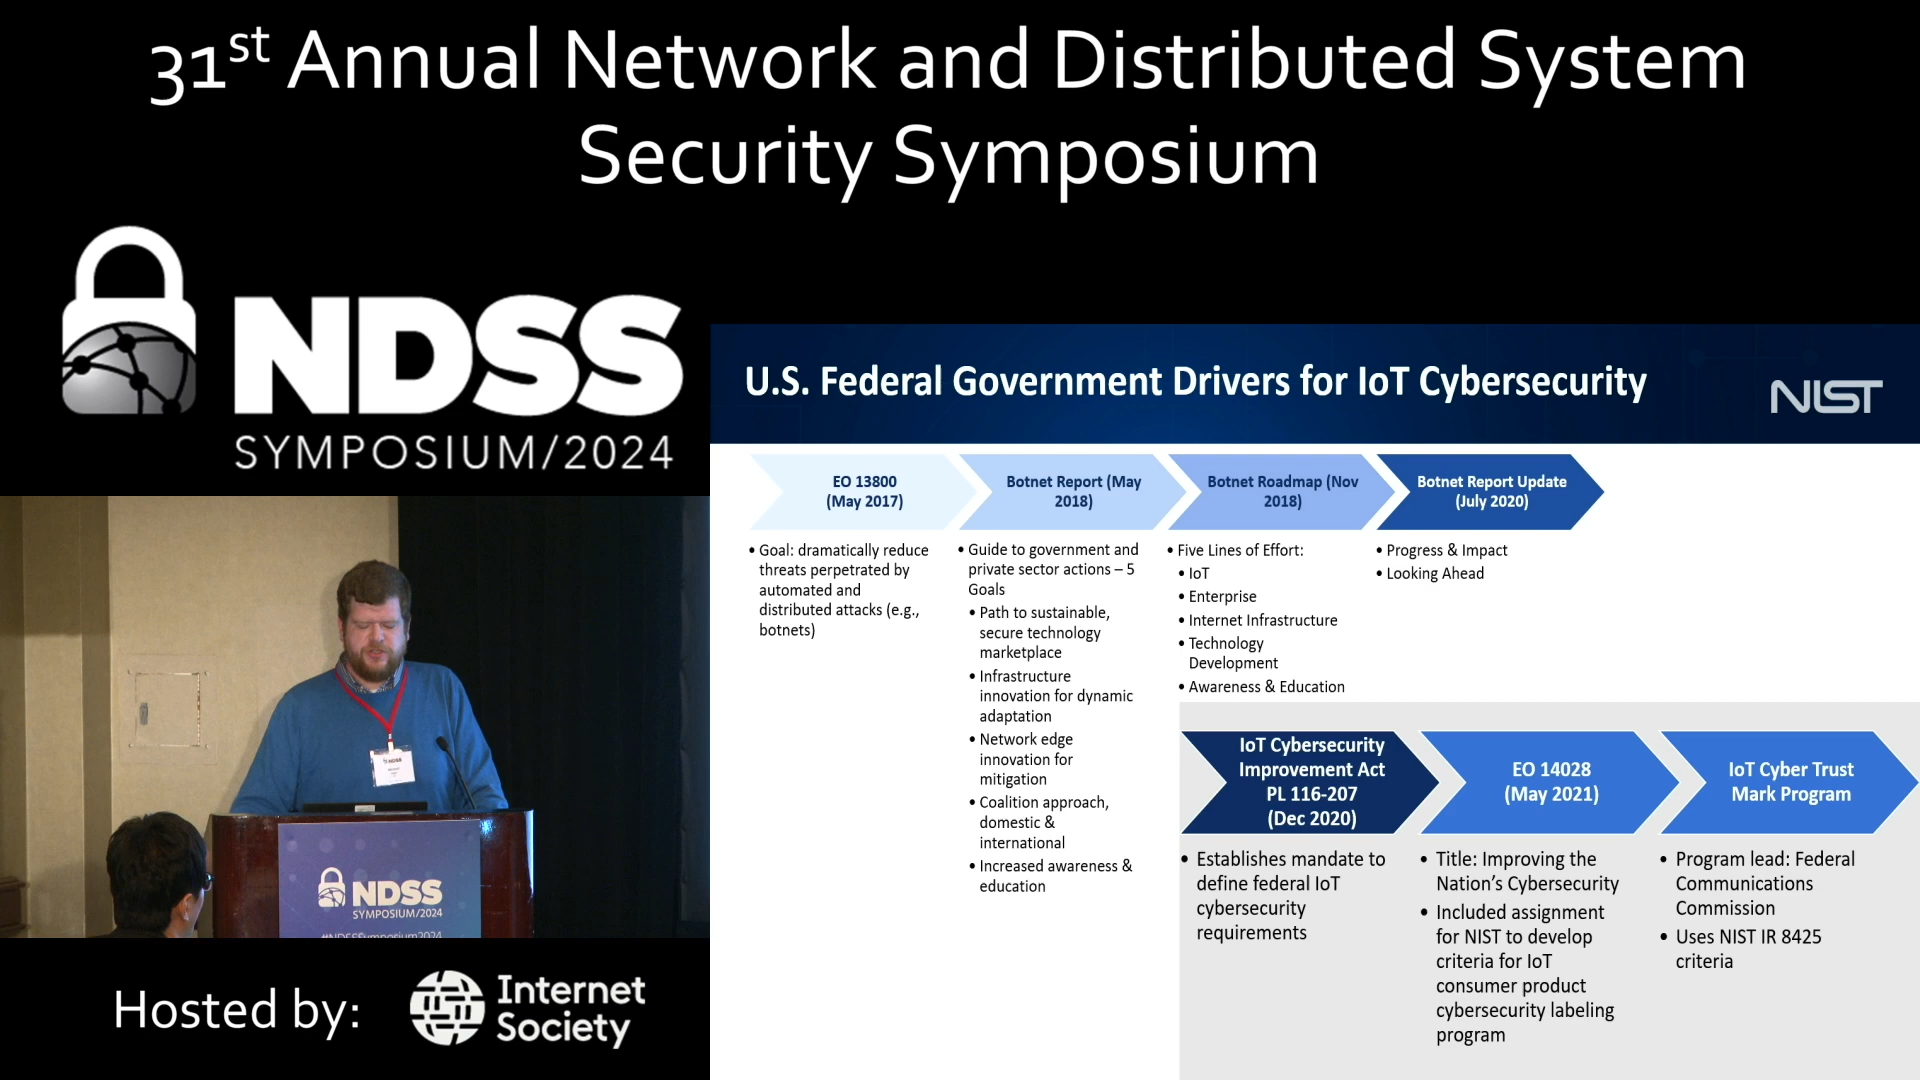 31st Annual Network and Distributed System
Security Symposium
NDSS
SYMPOSIUM/2024
U.S. Federal Government Drivers for IoT Cybersecurity
NIST
EO 13800
(May 2017)
• Goal: dramatically reduce
threats perpetrated by
automated and
distributed attacks (e.g.,
botnets)
Botnet Report (May
2018)
• Guide to government and
private sector actions – 5
Goals
• Path to sustainable,
secure technology
marketplace
• Infrastructure
innovation for dynamic
adaptation
• Network edge
innovation for
mitigation
• Coalition approach,
domestic &
international
• Increased awareness &
education
Botnet Roadmap (Nov
2018)
• Five Lines of Effort:
• IoT
• Enterprise
• Internet Infrastructure
• Technology
Development
• Awareness & Education
Botnet Report Update
(July 2020)
• Progress & Impact
• Looking Ahead
IoT Cybersecurity
Improvement Act
PL 116-207
(Dec 2020)
• Establishes mandate to
define federal IoT
cybersecurity
requirements
EO 14028
(May 2021)
• Title: Improving the
Nation's Cybersecurity
• Included assignment
for NIST to develop
criteria for IoT
consumer product
cybersecurity labeling
program
IoT Cyber Trust
Mark Program
• Program lead: Federal
Communications
Commission
• Uses NIST IR 8425
criteria
NDSS
NDSS
SYMPOSIUM/2024
#NDSSSymposium2024
Hosted by:
Internet
Society